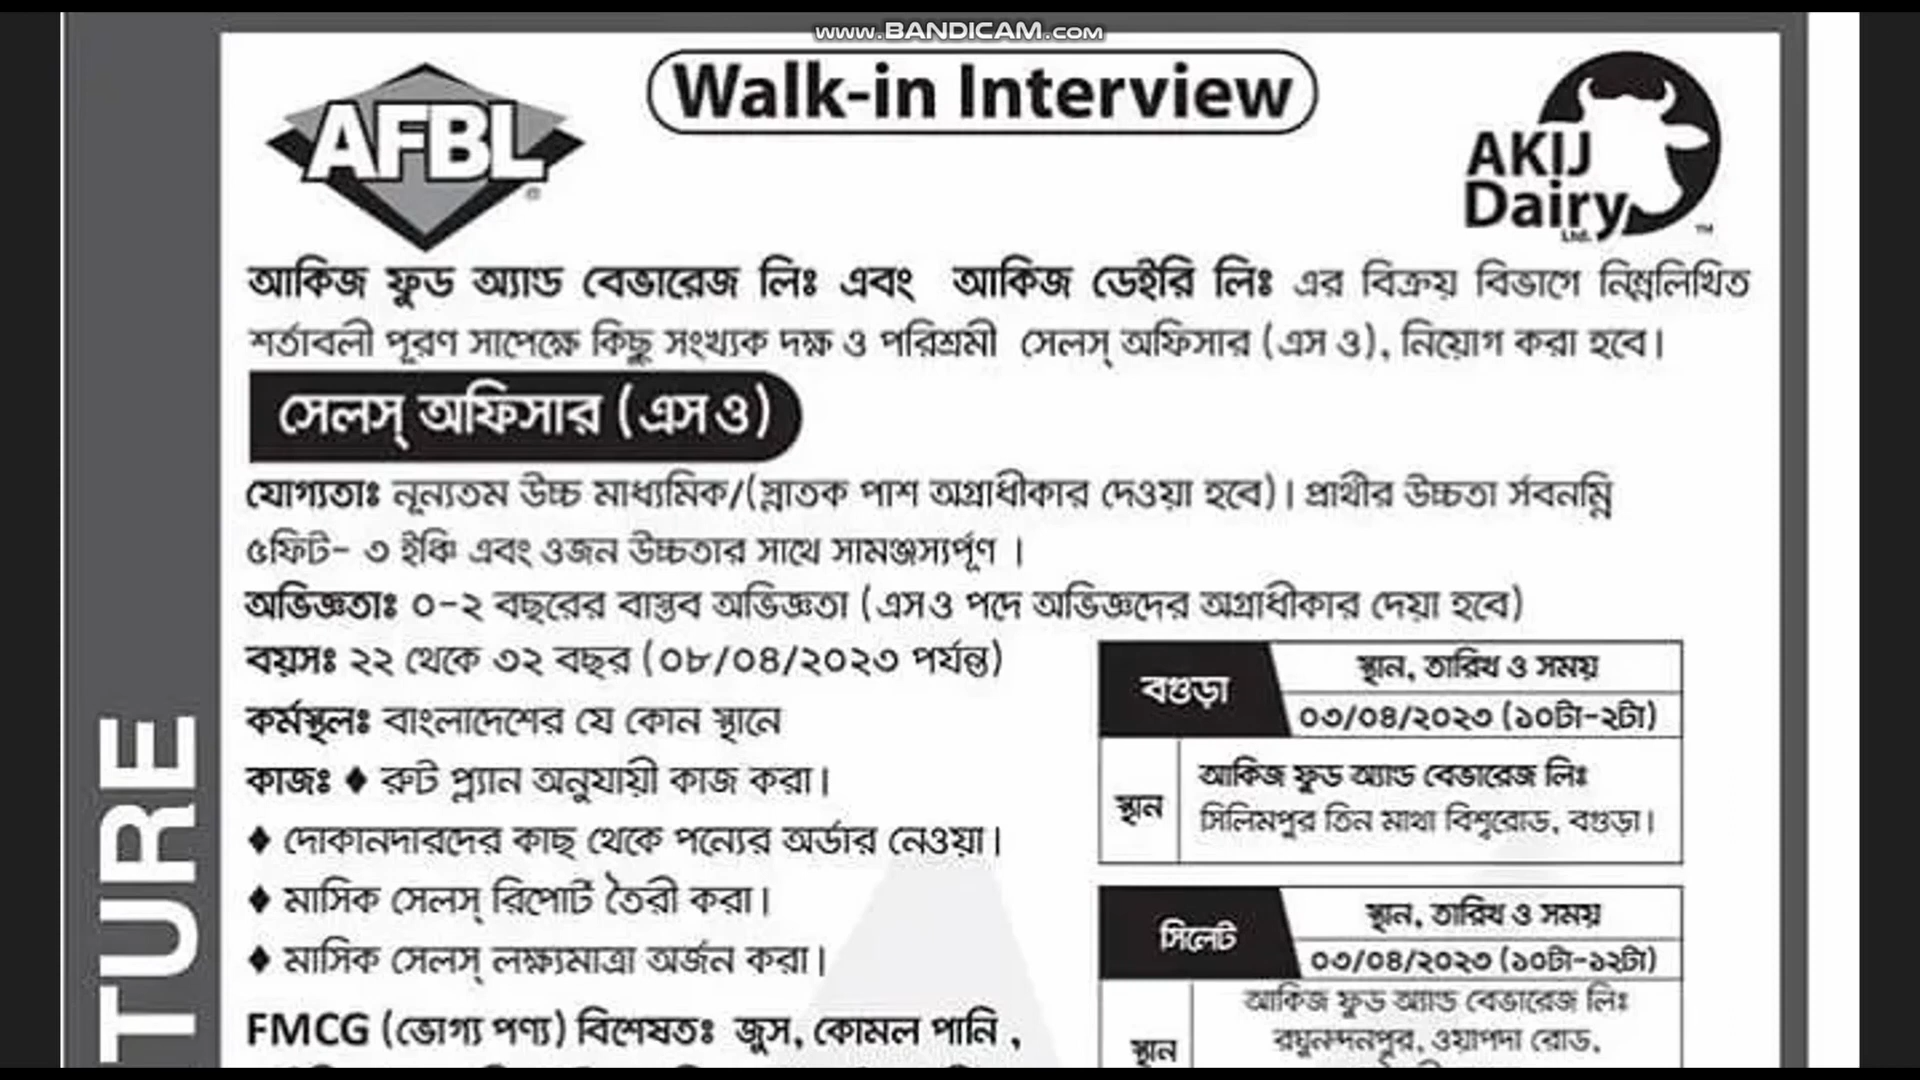 www.BANDICAM.com
AFBL
Walk-in Interview
AKIJ
Dairy
Ltd.
আকিজ ফুড অ্যান্ড বেভারেজ লিঃ এবং আকিজ ডেইরি লিঃ এর বিক্রয় বিভাগে নিম্নলিখিত
শর্তাবলী পূরণ সাপেক্ষে কিছু সংখ্যক দক্ষ ও পরিশ্রমী সেলস্ অফিসার (এস ও), নিয়োগ করা হবে।
সেলস্ অফিসার (এস ও)
যোগ্যতাঃ নূন্যতম উচ্চ মাধ্যমিক/(স্নাতক পাশ অগ্রাধীকার দেওয়া হবে)। প্রার্থীর উচ্চতা র্সবনম্নি
৫ফিট- ৩ ইঞ্চি এবং ওজন উচ্চতার সাথে সামঞ্জস্যর্পূণ ।
অভিজ্ঞতাঃ ০-২ বছরের বাস্তব অভিজ্ঞতা (এসও পদে অভিজ্ঞদের অগ্রাধীকার দেয়া হবে)
বয়সঃ ২২ থেকে ৩২ বছর (০৮/০৪/২০২৩ পর্যন্ত)
কর্মস্থলঃ বাংলাদেশের যে কোন স্থানে
কাজঃ ♦ রুট প্ল্যান অনুযায়ী কাজ করা।
♦ দোকানদারদের কাছ থেকে পন্যের অর্ডার নেওয়া।
♦ মাসিক সেলস্ রিপোর্ট তৈরী করা।
♦ মাসিক সেলস্ লক্ষ্যমাত্রা অর্জন করা।
FMCG (ভোগ্য পণ্য) বিশেষতঃ জুস, কোমল পানি ,
বগুড়া
স্থান, তারিখ ও সময়
০৩/০৪/২০২৩ (১০টা-২টা)
স্থান
আকিজ ফুড অ্যান্ড বেভারেজ লিঃ
সিলিমপুর তিন মাথা বিশ্বরোড, বগুড়া।
সিলেট
স্থান, তারিখ ও সময়
০৩/০৪/২০২৩ (১০টা-১২টা)
স্থান
আকিজ ফুড অ্যান্ড বেভারেজ লিঃ
রঘুনন্দনপুর, ওয়াপদা রোড,
TURE